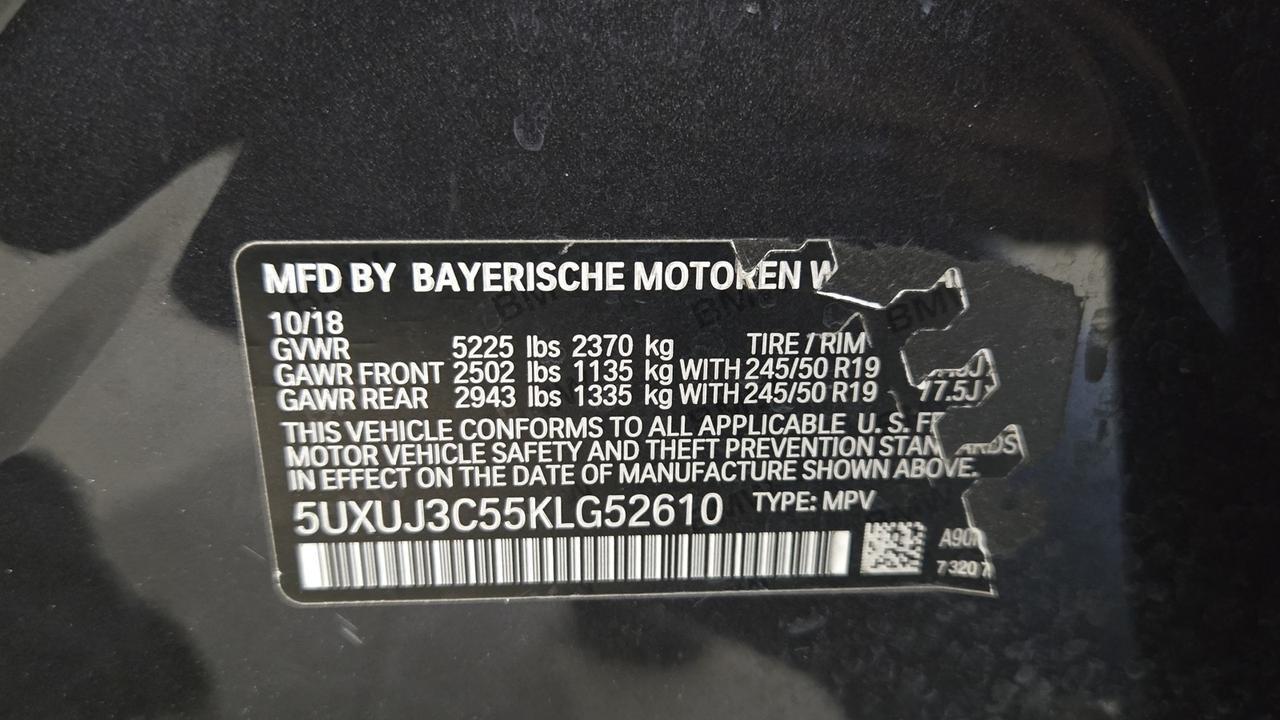 MFD BY BAYERISCHE MOTOREN W
10/18
GVWR 5225 lbs 2370 kg TIRE / RIM
GAWR FRONT 2502 lbs 1135 kg WITH 245/50 R19
GAWR REAR 2943 lbs 1335 kg WITH 245/50 R19 77.5J
THIS VEHICLE CONFORMS TO ALL APPLICABLE U. S.
MOTOR VEHICLE SAFETY AND THEFT PREVENTION STAN ARDS
IN EFFECT ON THE DATE OF MANUFACTURE SHOWN ABOVE.
5UXUJ3C55KLG52610 TYPE: MPV
A90
7320